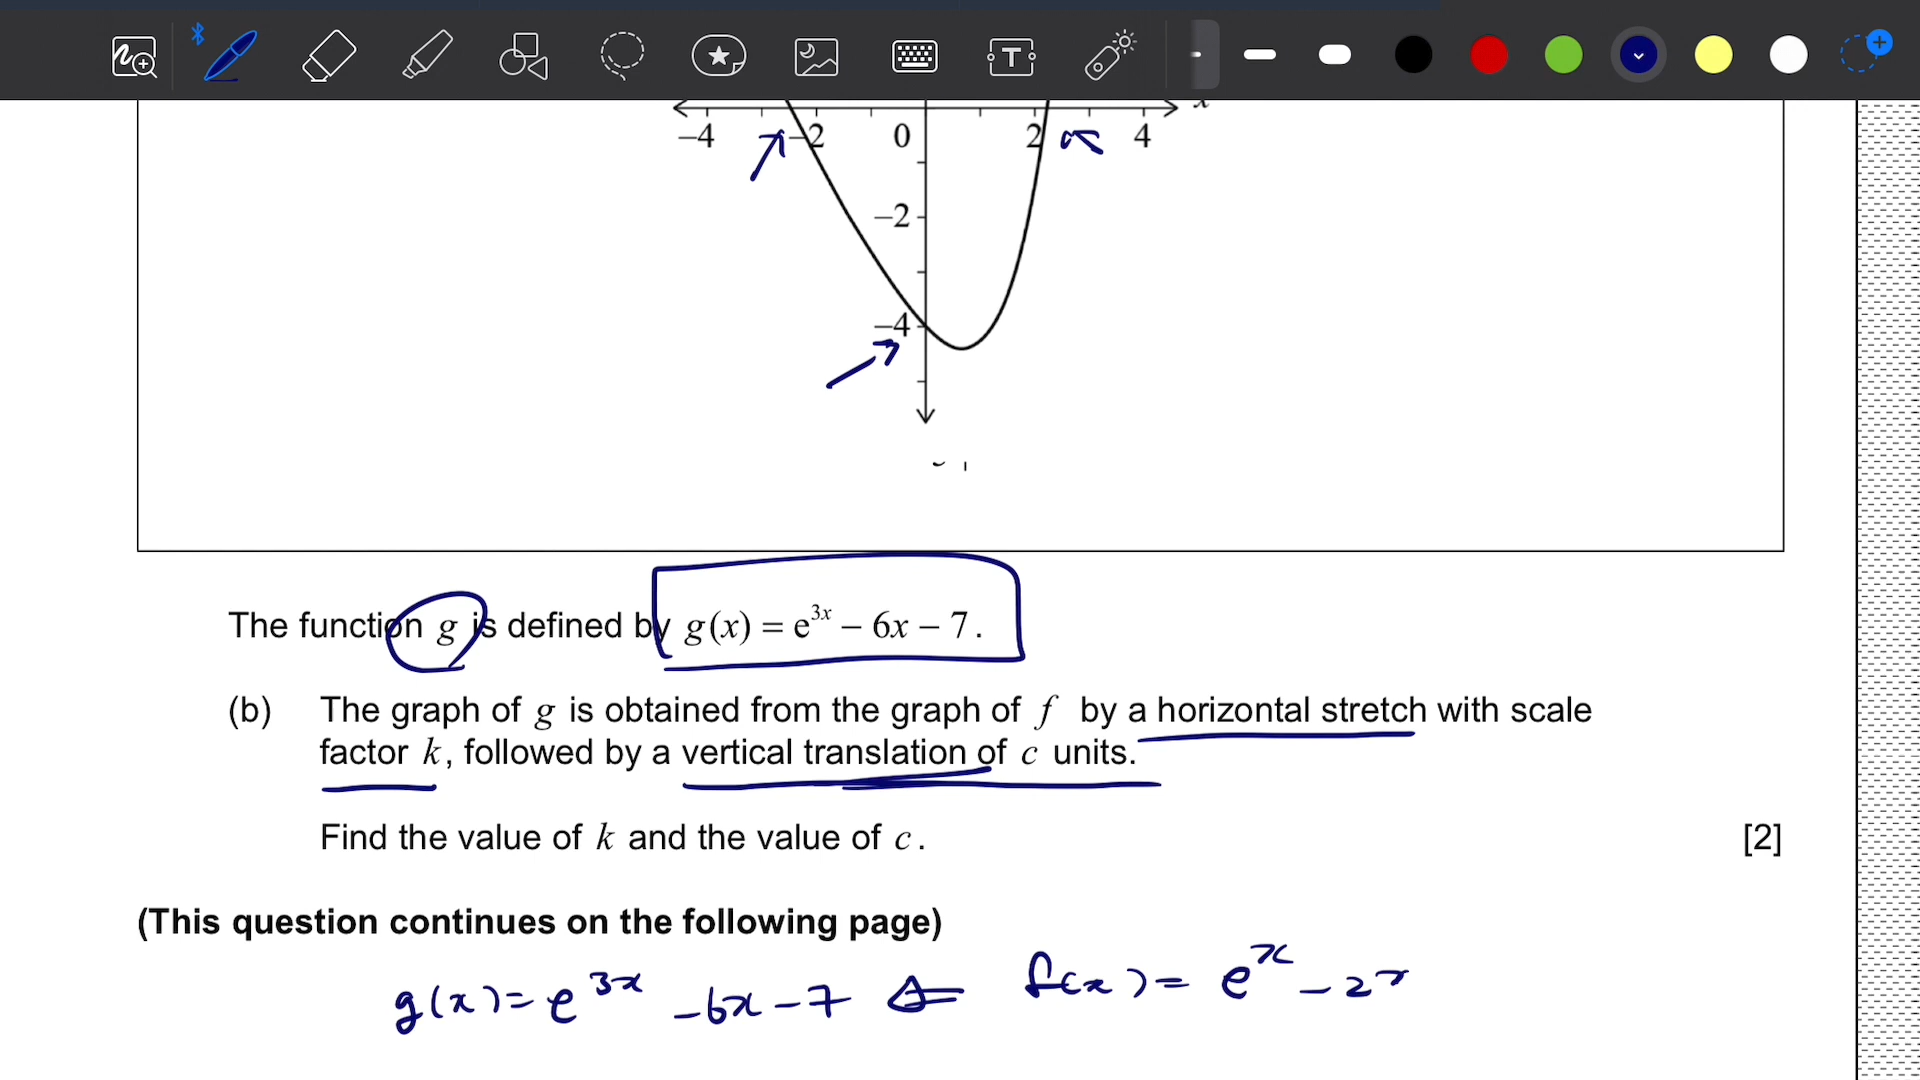 T
x
–4 –2 0 2 4
–2
–4
The function g is defined by g(x) = e^{3x} – 6x – 7.
(b) The graph of g is obtained from the graph of f by a horizontal stretch with scale
factor k, followed by a vertical translation of c units.
Find the value of k and the value of c. [2]
(This question continues on the following page)
g(x) = e^{3x} – 6x – 7 ⇐ f(x) = e^x – 2x